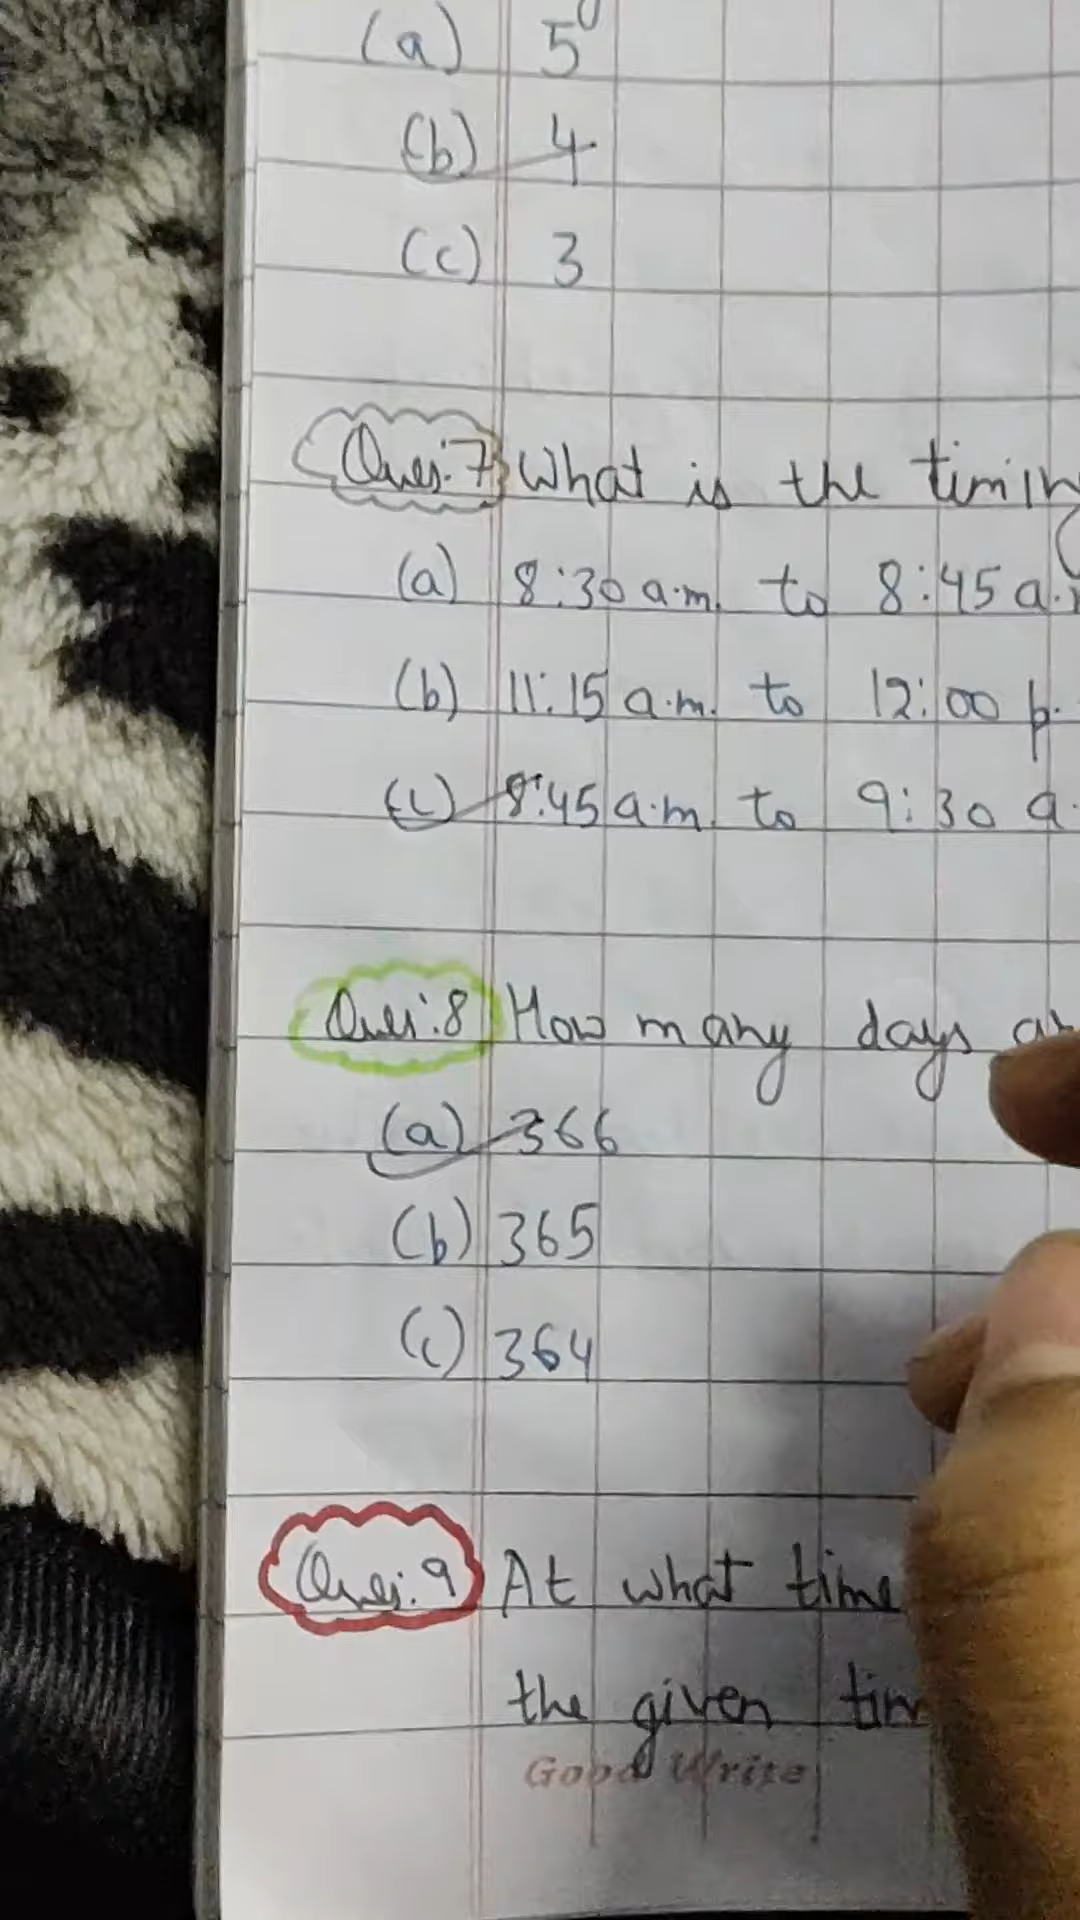 (a) 5
(b) 4
(c) 3
Ques:7 What is the timing
(a) 8:30 a.m. to 8:45 a.
(b) 11:15 a.m. to 12:00 p.
(c) 8:45 a.m. to 9:30 a.
Ques:8 How many days
(a) 366
(b) 365
(c) 364
Ques:9 At what time
the given
Good Write